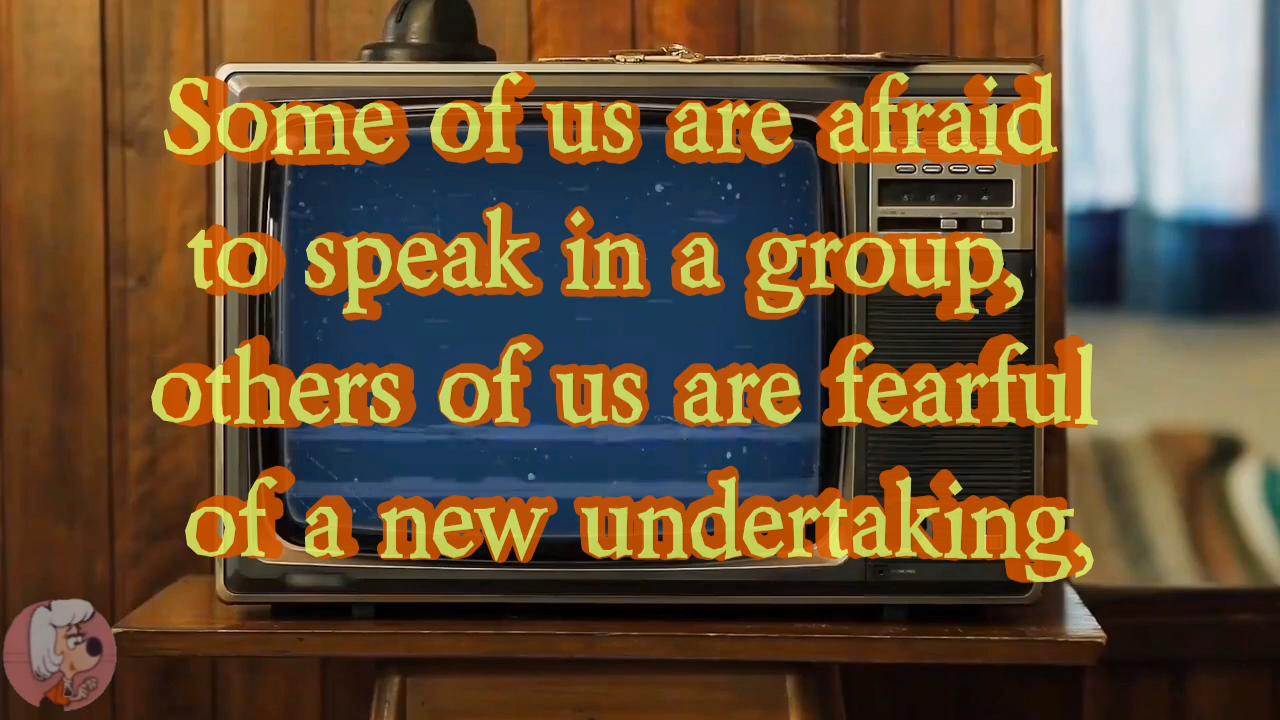 Some of us are afraid
to speak in a group,
others of us are fearful
of a new undertaking,